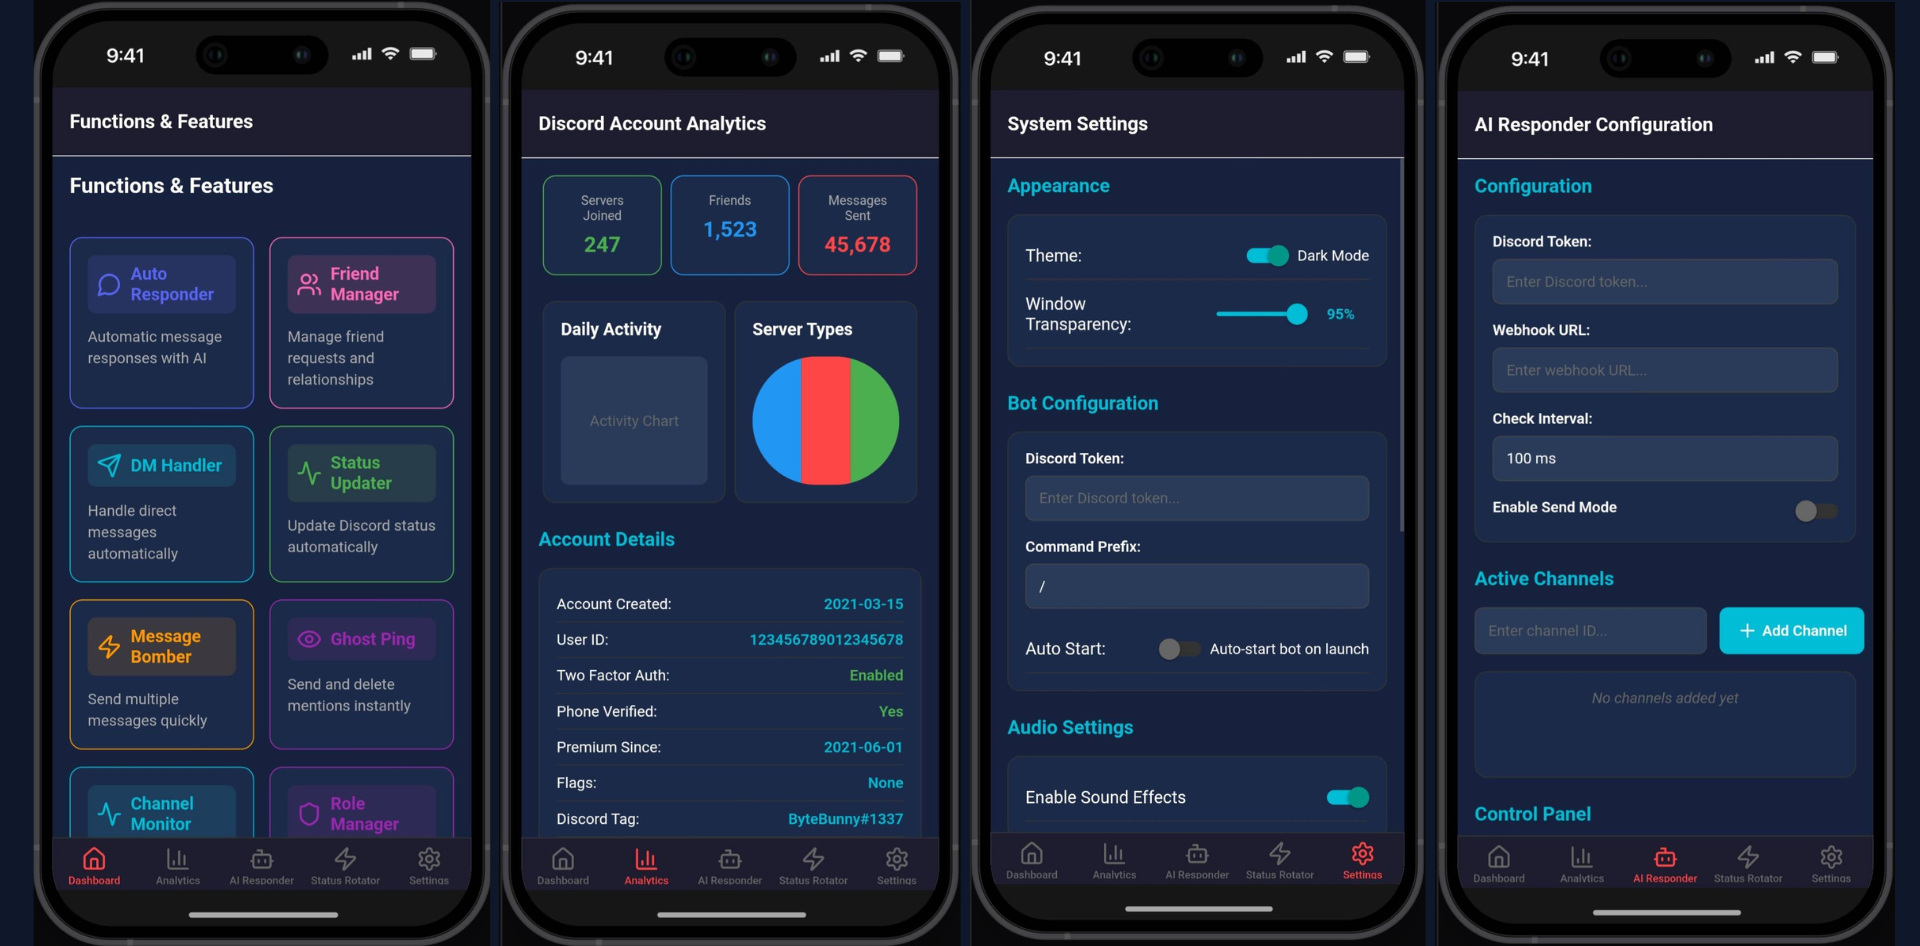 9:41
Functions & Features
Functions & Features
Auto
Responder
Automatic message
responses with AI
Friend
Manager
Manage friend
requests and
relationships
DM Handler
Handle direct
messages
automatically
Status
Updater
Update Discord status
automatically
Message
Bomber
Send multiple
messages quickly
Ghost Ping
Send and delete
mentions instantly
Channel
Monitor
Role
Manager
Dashboard
Analytics
AI Responder
Status Rotator
Settings
9:41
Discord Account Analytics
Servers
Joined
247
Friends
1,523
Messages
Sent
45,678
Daily Activity
Activity Chart
Server Types
Account Details
Account Created: 2021-03-15
User ID: 123456789012345678
Two Factor Auth: Enabled
Phone Verified: Yes
Premium Since: 2021-06-01
Flags: None
Discord Tag: ByteBunny#1337
Dashboard
Analytics
AI Responder
Status Rotator
Settings
9:41
System Settings
Appearance
Theme: Dark Mode
Window
Transparency: 95%
Bot Configuration
Discord Token:
Enter Discord token...
Command Prefix:
/
Auto Start: Auto-start bot on launch
Audio Settings
Enable Sound Effects
Dashboard
Analytics
AI Responder
Status Rotator
Settings
9:41
AI Responder Configuration
Configuration
Discord Token:
Enter Discord token...
Webhook URL:
Enter webhook URL...
Check Interval:
100 ms
Enable Send Mode
Active Channels
Enter channel ID...
+ Add Channel
No channels added yet
Control Panel
Dashboard
Analytics
AI Responder
Status Rotator
Settings